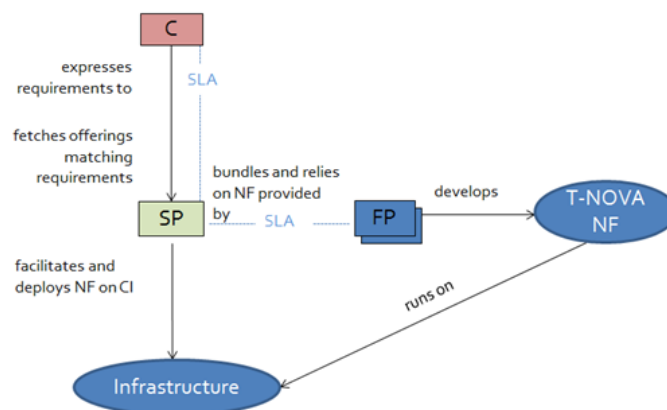 C
expresses
requirements to
SLA
fetches offerings
matching
requirements
bundles and relies
on NF provided
by
SP
SLA
FP
develops
T-NOVA
NF
facilitates and
deploys NF on CI
runs on
Infrastructure